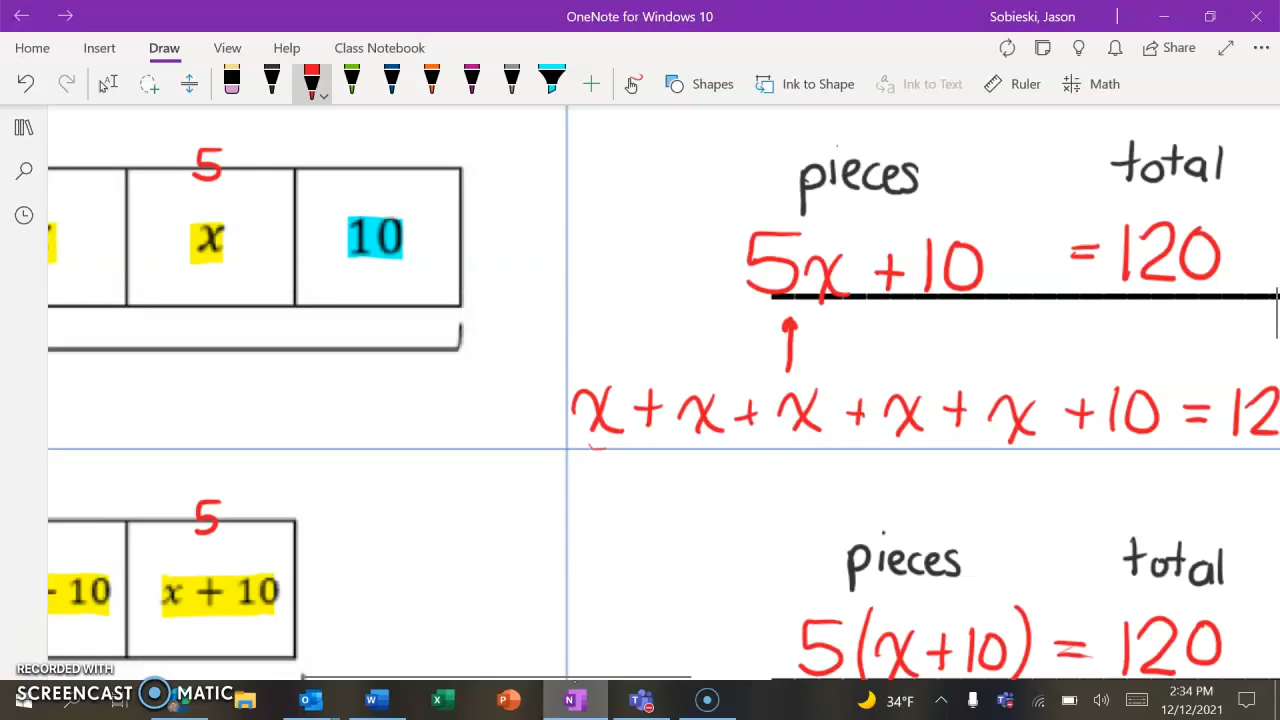 OneNote for Windows 10
Sobieski, Jason
Home Insert Draw View Help Class Notebook
Share
Shapes Ink to Shape Ink to Text Ruler Math
pieces total
5
x 10
5x + 10 = 120
x + x + x + x + x + 10 = 12
5
pieces total
- 10 x + 10
5(x+10) = 120
RECORDED WITH
SCREENCAST MATIC
34°F
2:34 PM
12/12/2021